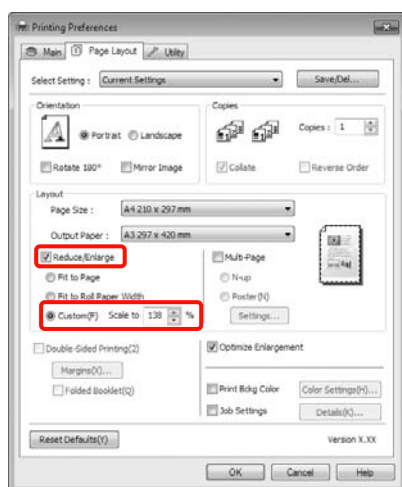 Printing Preferences
Main Page Layout Utility
Select Setting : Current Settings Save/Del...
Orientation
Portrait Landscape
Rotate 180° Mirror Image
Copies
Copies : 1
Collate Reverse Order
Layout
Page Size : A4 210 x 297 mm
Output Paper : A3 297 x 420 mm
Reduce/Enlarge
Fit to Page
Fit to Roll Paper Width
Custom(F) Scale to 138 %
Multi-Page
N-up
Poster(N)
Settings...
Double-Sided Printing(2)
Margins(X)...
Folded Booklet(Q)
Optimize Enlargement
Print Bckg Color Color Settings(H)...
Job Settings Details(K)...
Reset Defaults(Y) Version X.XX
OK Cancel Help